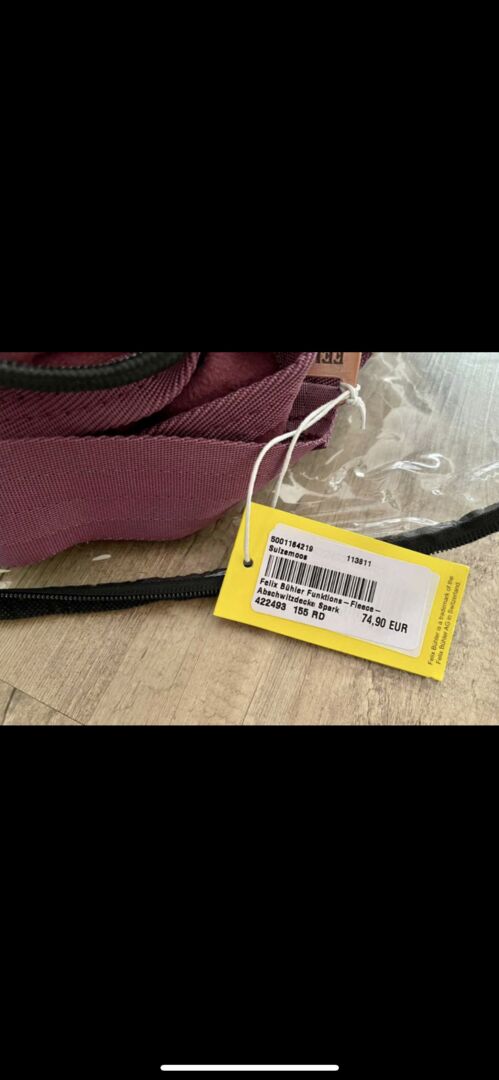 5001164219 113811
Sulzemoos
Felix Bühler Funktions-Fleece-
Abschwitzdecke Spark
422493 155 RD 74,90 EUR
Felix Bühler is a trademark of the
Felix Bühler AG in Switzerland.